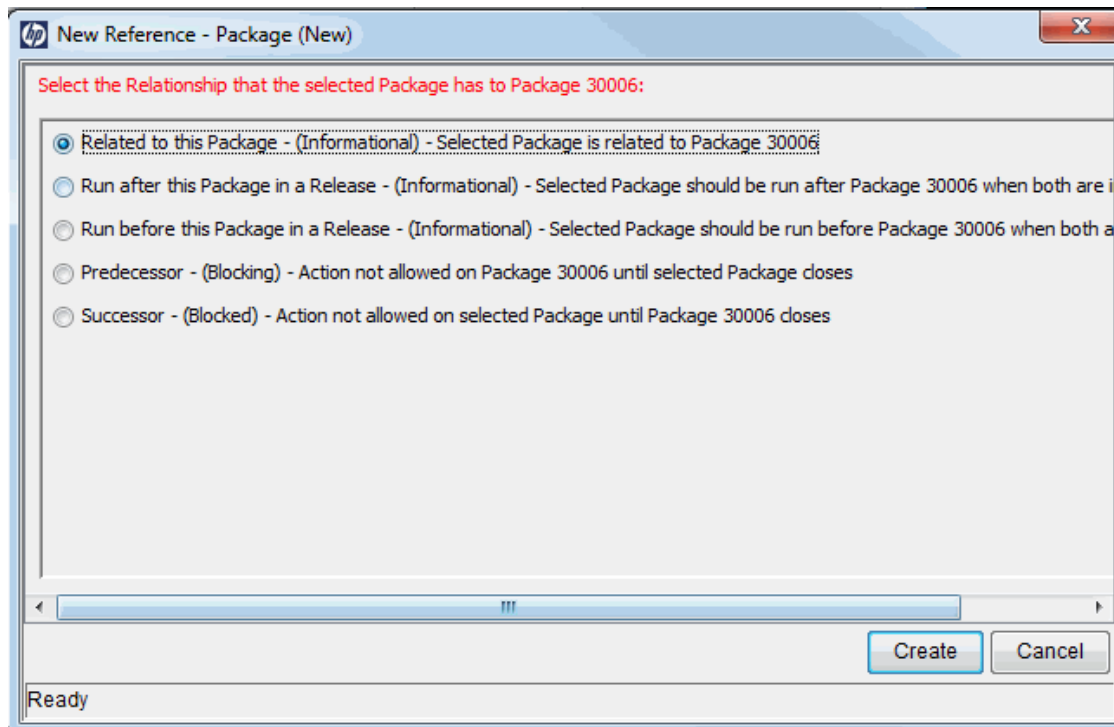 hp New Reference - Package (New)
Select the Relationship that the selected Package has to Package 30006:
Related to this Package - (Informational) - Selected Package is related to Package 30006
Run after this Package in a Release - (Informational) - Selected Package should be run after Package 30006 when both are i
Run before this Package in a Release - (Informational) - Selected Package should be run before Package 30006 when both a
Predecessor - (Blocking) - Action not allowed on Package 30006 until selected Package closes
Successor - (Blocked) - Action not allowed on selected Package until Package 30006 closes
Create Cancel
Ready